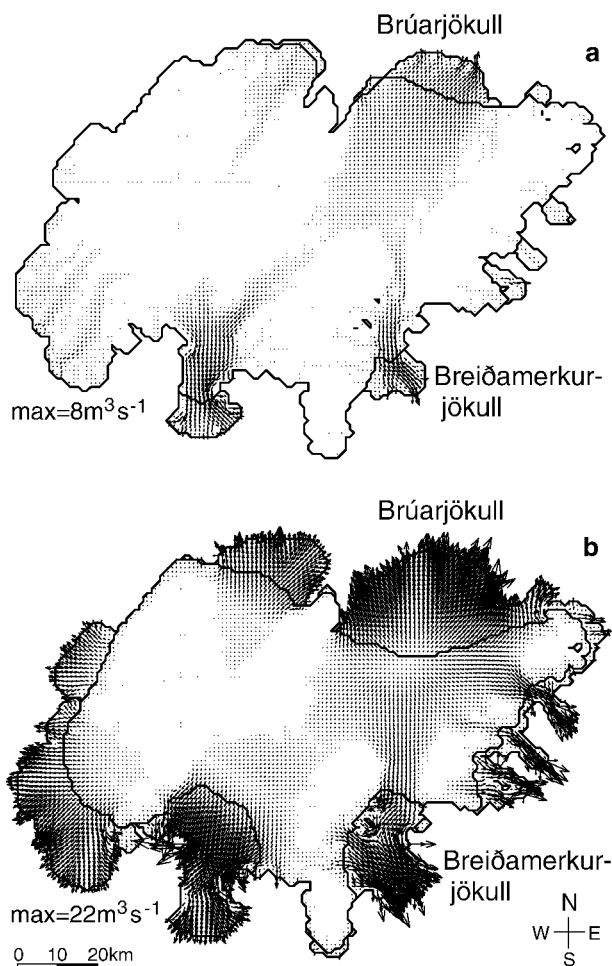 Brúarjökull
a
Breiðamerkur-
jökull
max=8m³s⁻¹
Brúarjökull
b
Breiðamerkur-
jökull
max=22m³s⁻¹
N
W E
S
0 10 20km